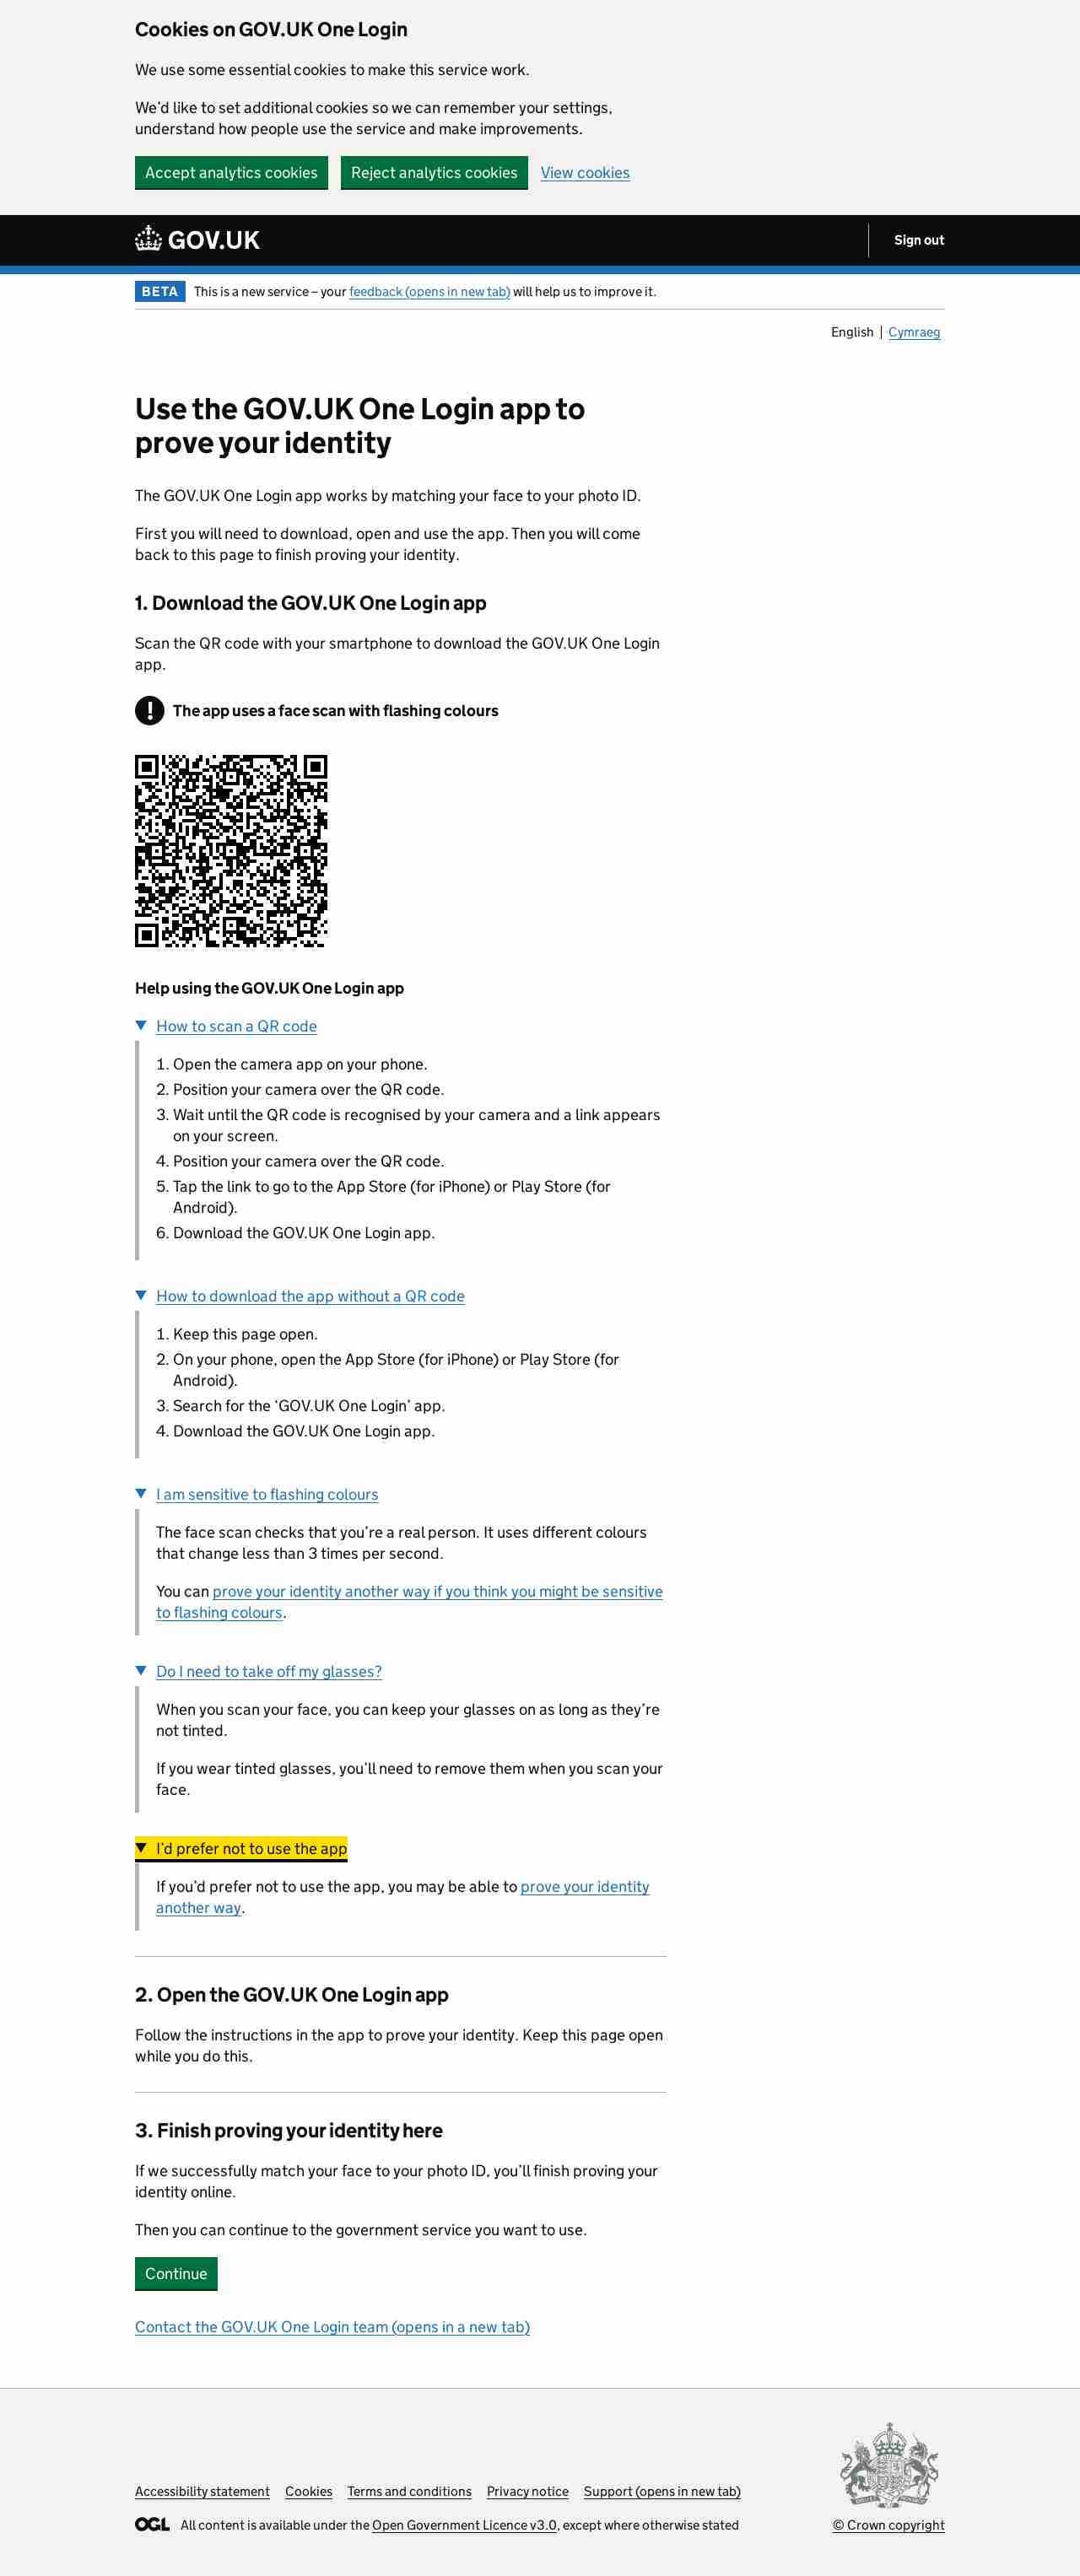 Cookies on GOV.UK One Login
We use some essential cookies to make this service work.
We’d like to set additional cookies so we can remember your settings,
understand how people use the service and make improvements.
Accept analytics cookies Reject analytics cookies View cookies
GOV.UK Sign out
BETA This is a new service – your feedback (opens in new tab) will help us to improve it.
English | Cymraeg
Use the GOV.UK One Login app to
prove your identity
The GOV.UK One Login app works by matching your face to your photo ID.
First you will need to download, open and use the app. Then you will come
back to this page to finish proving your identity.
1. Download the GOV.UK One Login app
Scan the QR code with your smartphone to download the GOV.UK One Login
app.
! The app uses a face scan with flashing colours
Help using the GOV.UK One Login app
How to scan a QR code
1. Open the camera app on your phone.
2. Position your camera over the QR code.
3. Wait until the QR code is recognised by your camera and a link appears
on your screen.
4. Position your camera over the QR code.
5. Tap the link to go to the App Store (for iPhone) or Play Store (for
Android).
6. Download the GOV.UK One Login app.
How to download the app without a QR code
1. Keep this page open.
2. On your phone, open the App Store (for iPhone) or Play Store (for
Android).
3. Search for the ‘GOV.UK One Login’ app.
4. Download the GOV.UK One Login app.
I am sensitive to flashing colours
The face scan checks that you’re a real person. It uses different colours
that change less than 3 times per second.
You can prove your identity another way if you think you might be sensitive
to flashing colours.
Do I need to take off my glasses?
When you scan your face, you can keep your glasses on as long as they’re
not tinted.
If you wear tinted glasses, you’ll need to remove them when you scan your
face.
I’d prefer not to use the app
If you’d prefer not to use the app, you may be able to prove your identity
another way.
2. Open the GOV.UK One Login app
Follow the instructions in the app to prove your identity. Keep this page open
while you do this.
3. Finish proving your identity here
If we successfully match your face to your photo ID, you’ll finish proving your
identity online.
Then you can continue to the government service you want to use.
Continue
Contact the GOV.UK One Login team (opens in a new tab)
Accessibility statement Cookies Terms and conditions Privacy notice Support (opens in new tab)
OGL All content is available under the Open Government Licence v3.0, except where otherwise stated
© Crown copyright